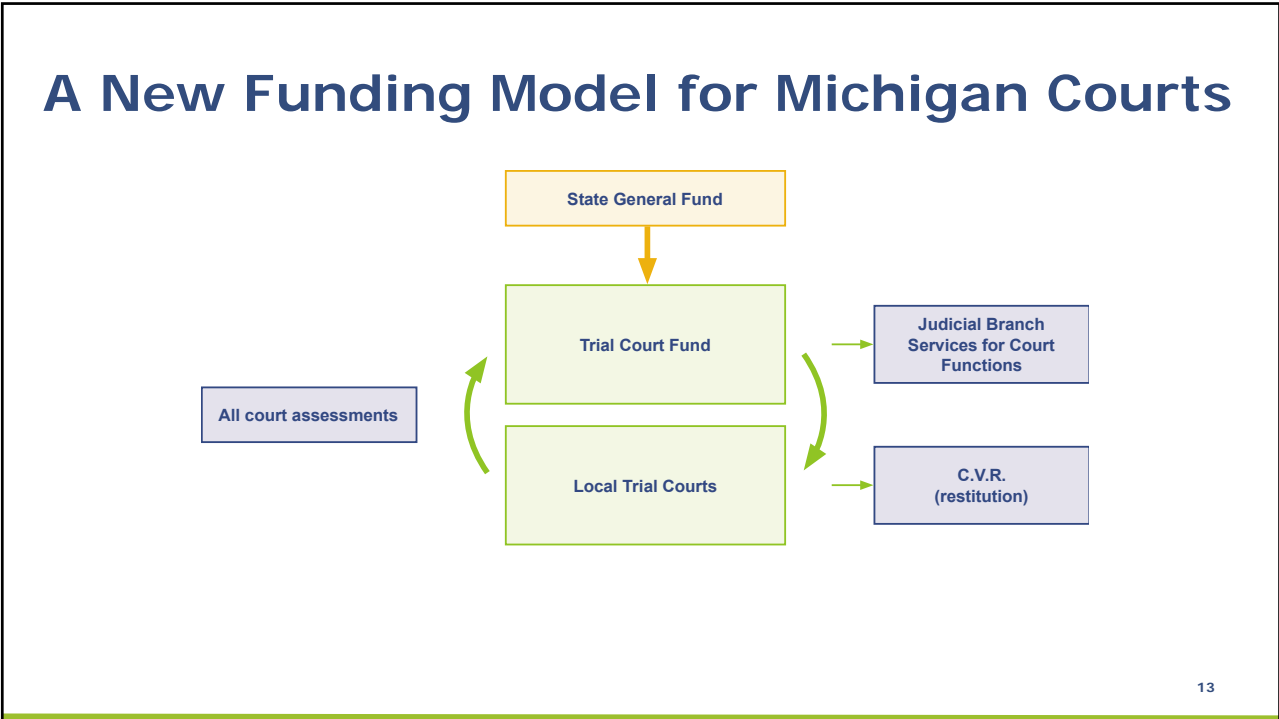 A New Funding Model for Michigan Courts
State General Fund
Trial Court Fund
Judicial Branch
Services for Court
Functions
All court assessments
Local Trial Courts
C.V.R.
(restitution)
13